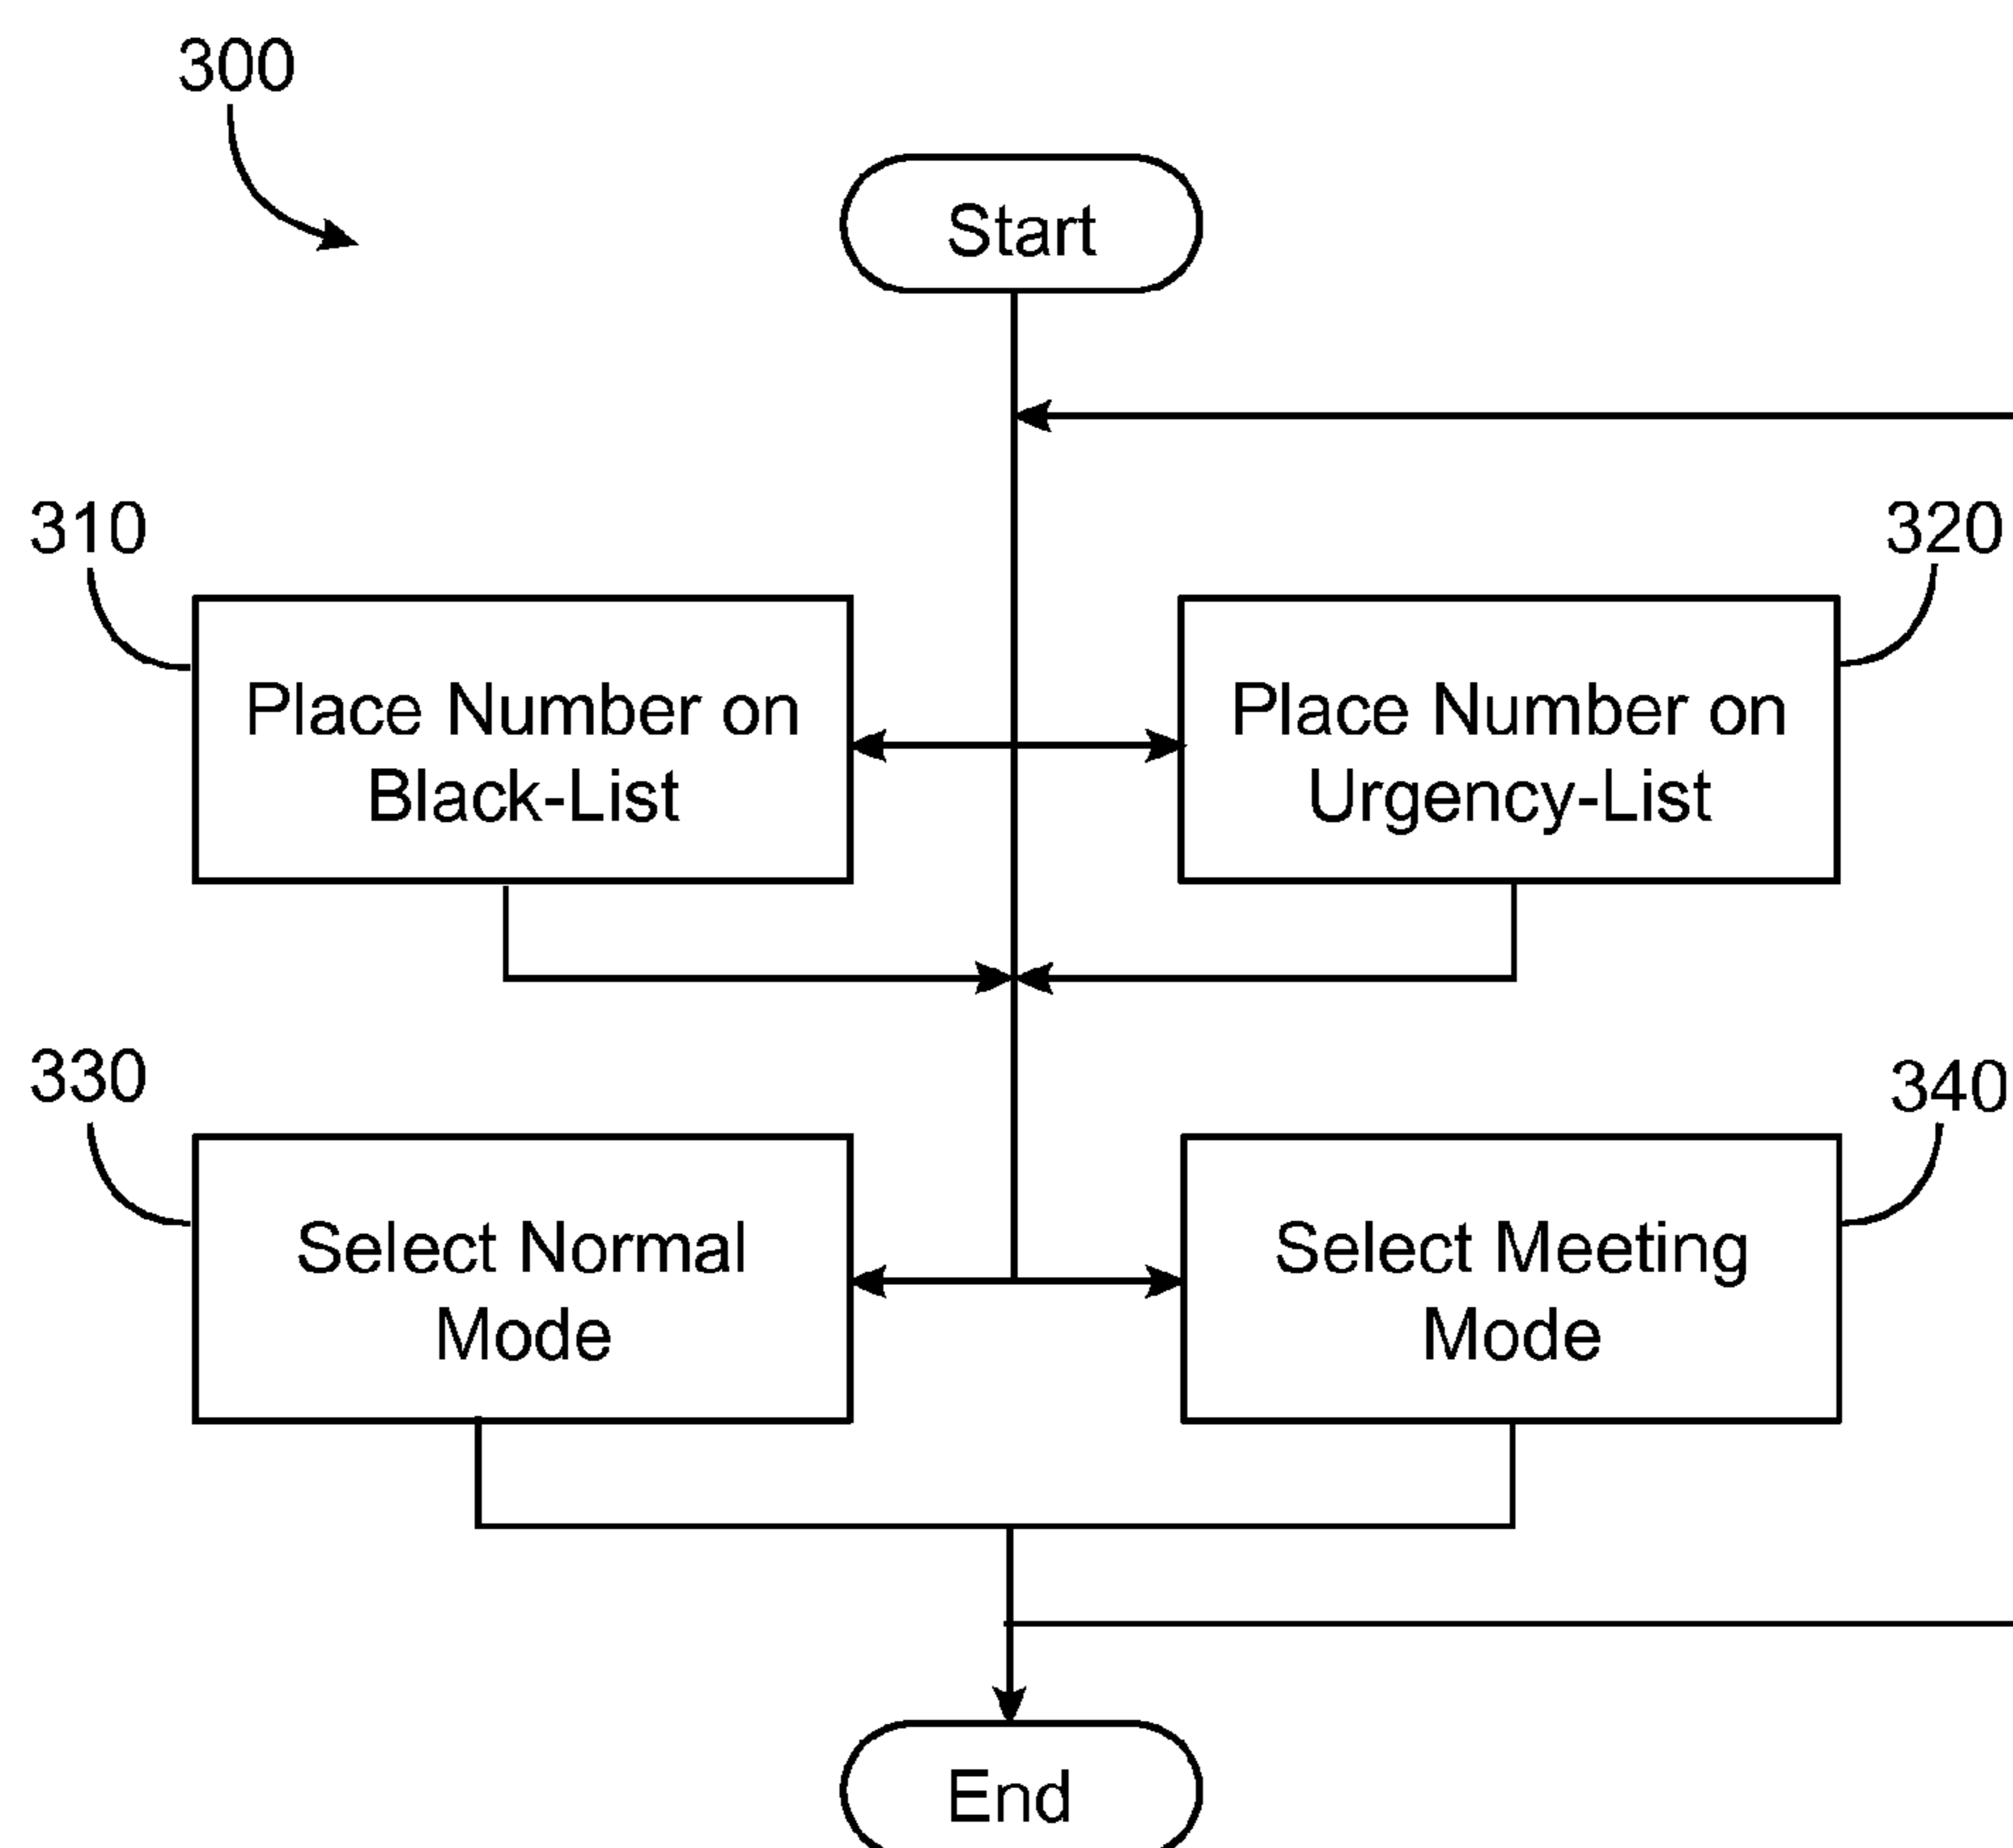 300
Start
310
320
Place Number on
Black-List
Place Number on
Urgency-List
330
340
Select Normal
Mode
Select Meeting
Mode
End